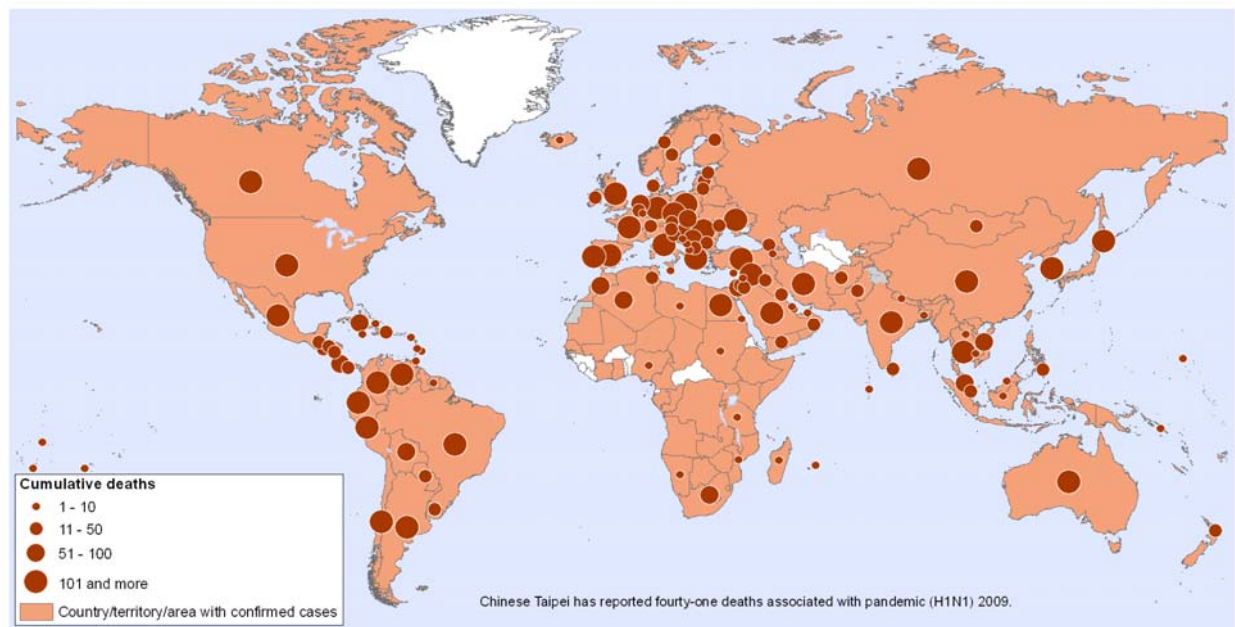 Cumulative deaths
1 - 10
11 - 50
51 - 100
101 and more
Country/territory/area with confirmed cases
Chinese Taipei has reported fourty-one deaths associated with pandemic (H1N1) 2009.